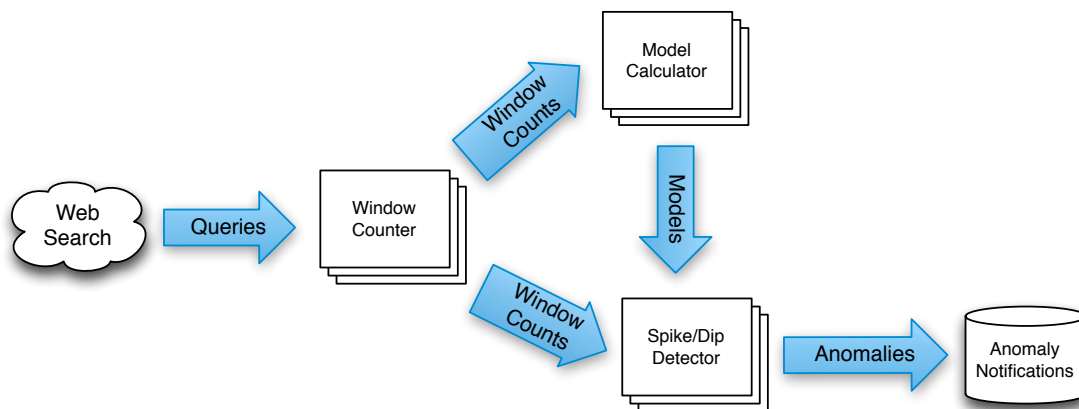 Web
Search
Queries
Window
Counter
Window
Counts
Model
Calculator
Models
Window
Counts
Spike/Dip
Detector
Anomalies
Anomaly
Notifications